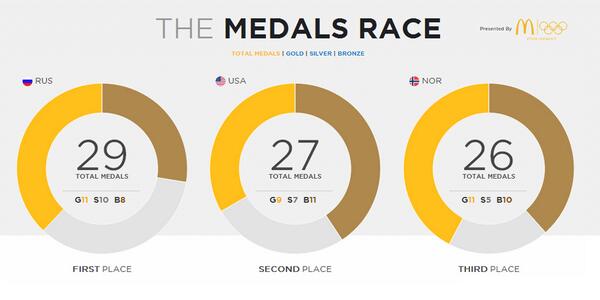 THE MEDALS RACE
Presented By
TOTAL MEDALS | GOLD | SILVER | BRONZE
RUS
29
TOTAL MEDALS
G11 S10 B8
FIRST PLACE
USA
27
TOTAL MEDALS
G9 S7 B11
SECOND PLACE
NOR
26
TOTAL MEDALS
G11 S5 B10
THIRD PLACE